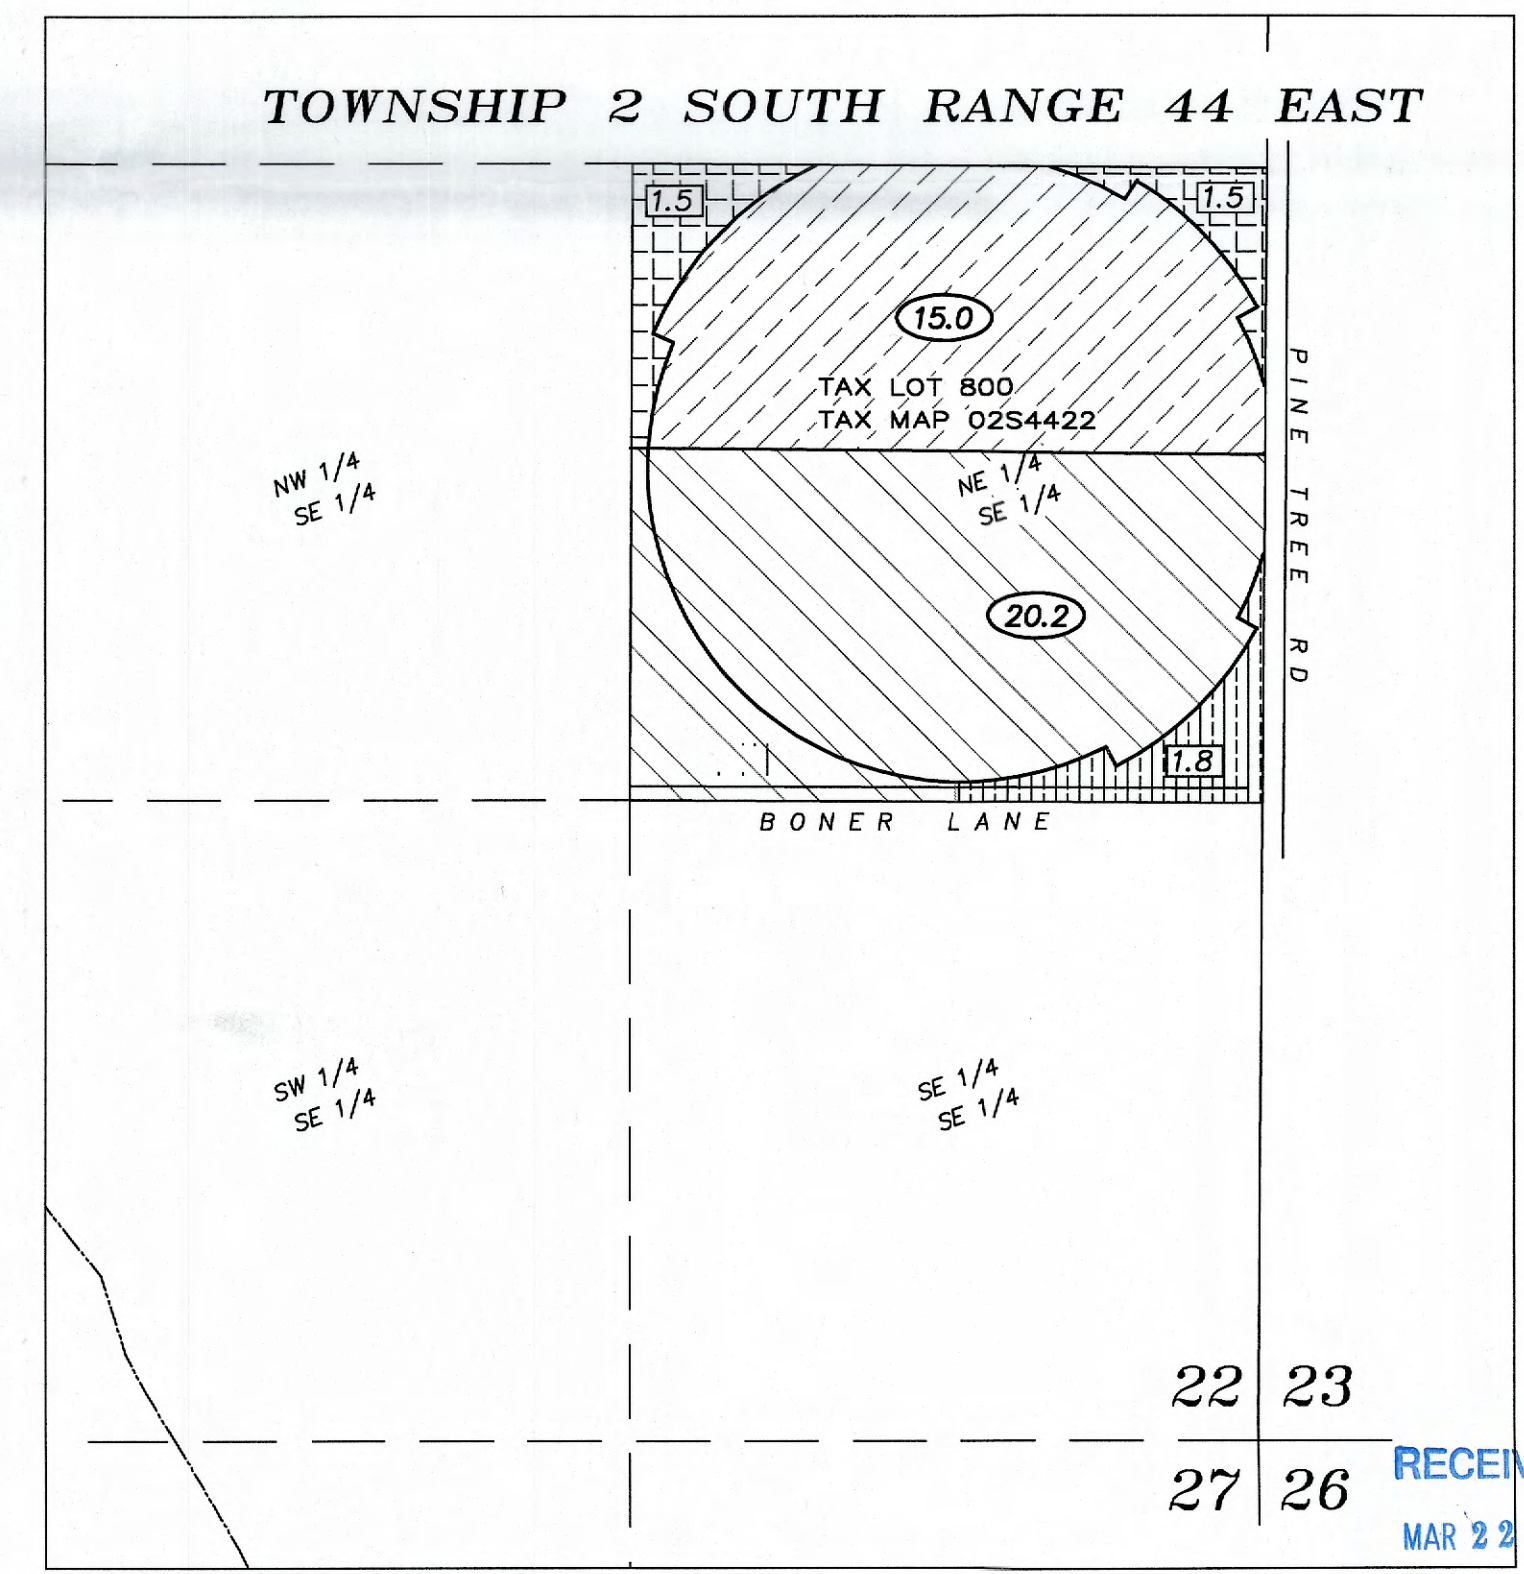 TOWNSHIP 2 SOUTH RANGE 44 EAST
1.5
1.5
15.0
TAX LOT 800
TAX MAP 02S4422
PINE TREE RD
NW 1/4
SE 1/4
NE 1/4
SE 1/4
20.2
1.8
BONER LANE
SW 1/4
SE 1/4
SE 1/4
SE 1/4
22 23
27 26
RECEIV
MAR 22